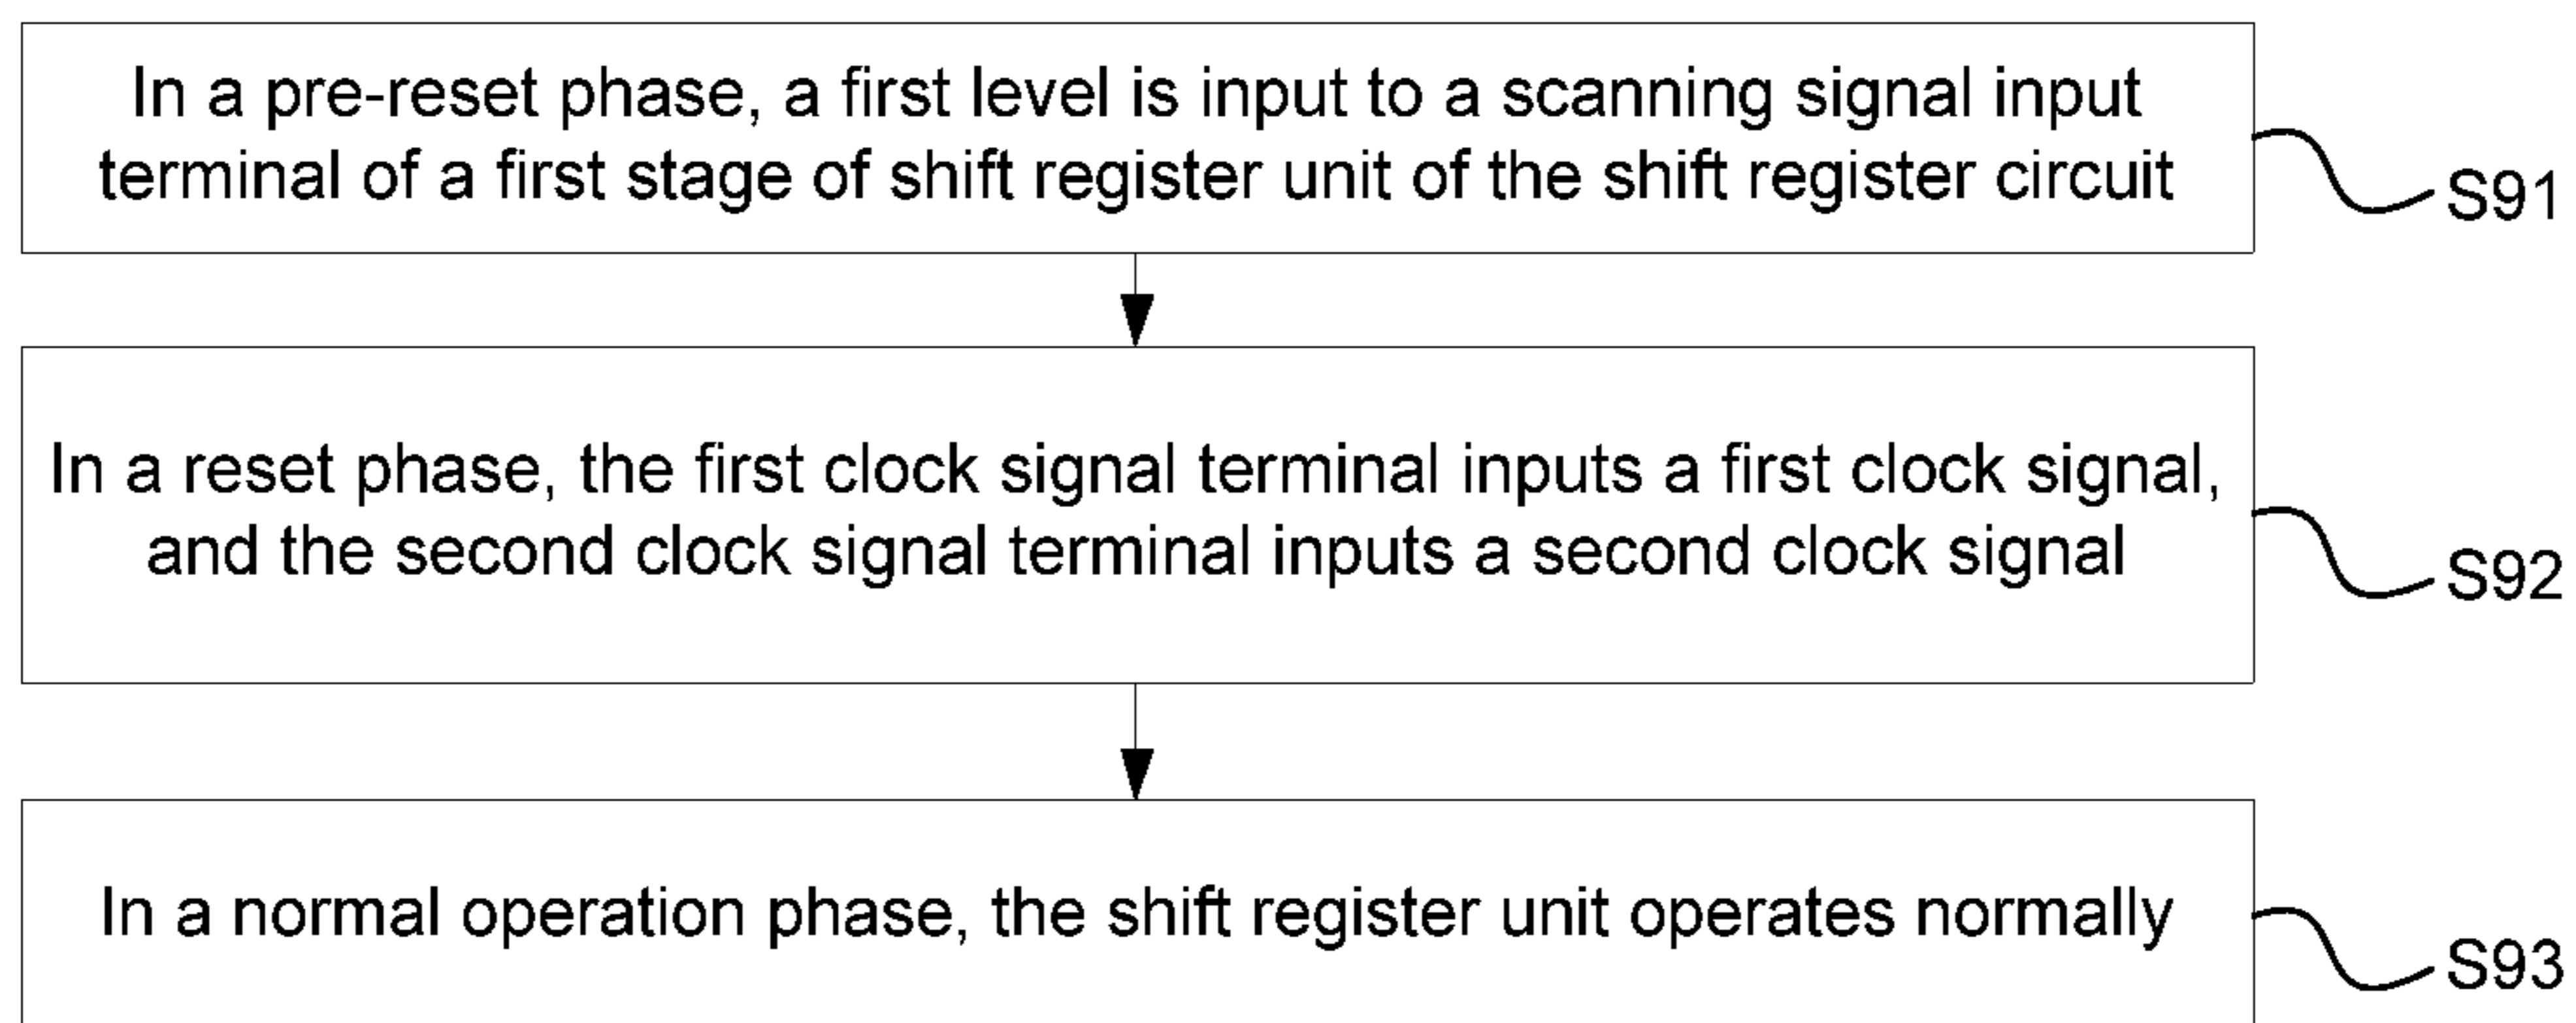 In a pre-reset phase, a first level is input to a scanning signal input
terminal of a first stage of shift register unit of the shift register circuit
S91
In a reset phase, the first clock signal terminal inputs a first clock signal,
and the second clock signal terminal inputs a second clock signal
S92
In a normal operation phase, the shift register unit operates normally
S93